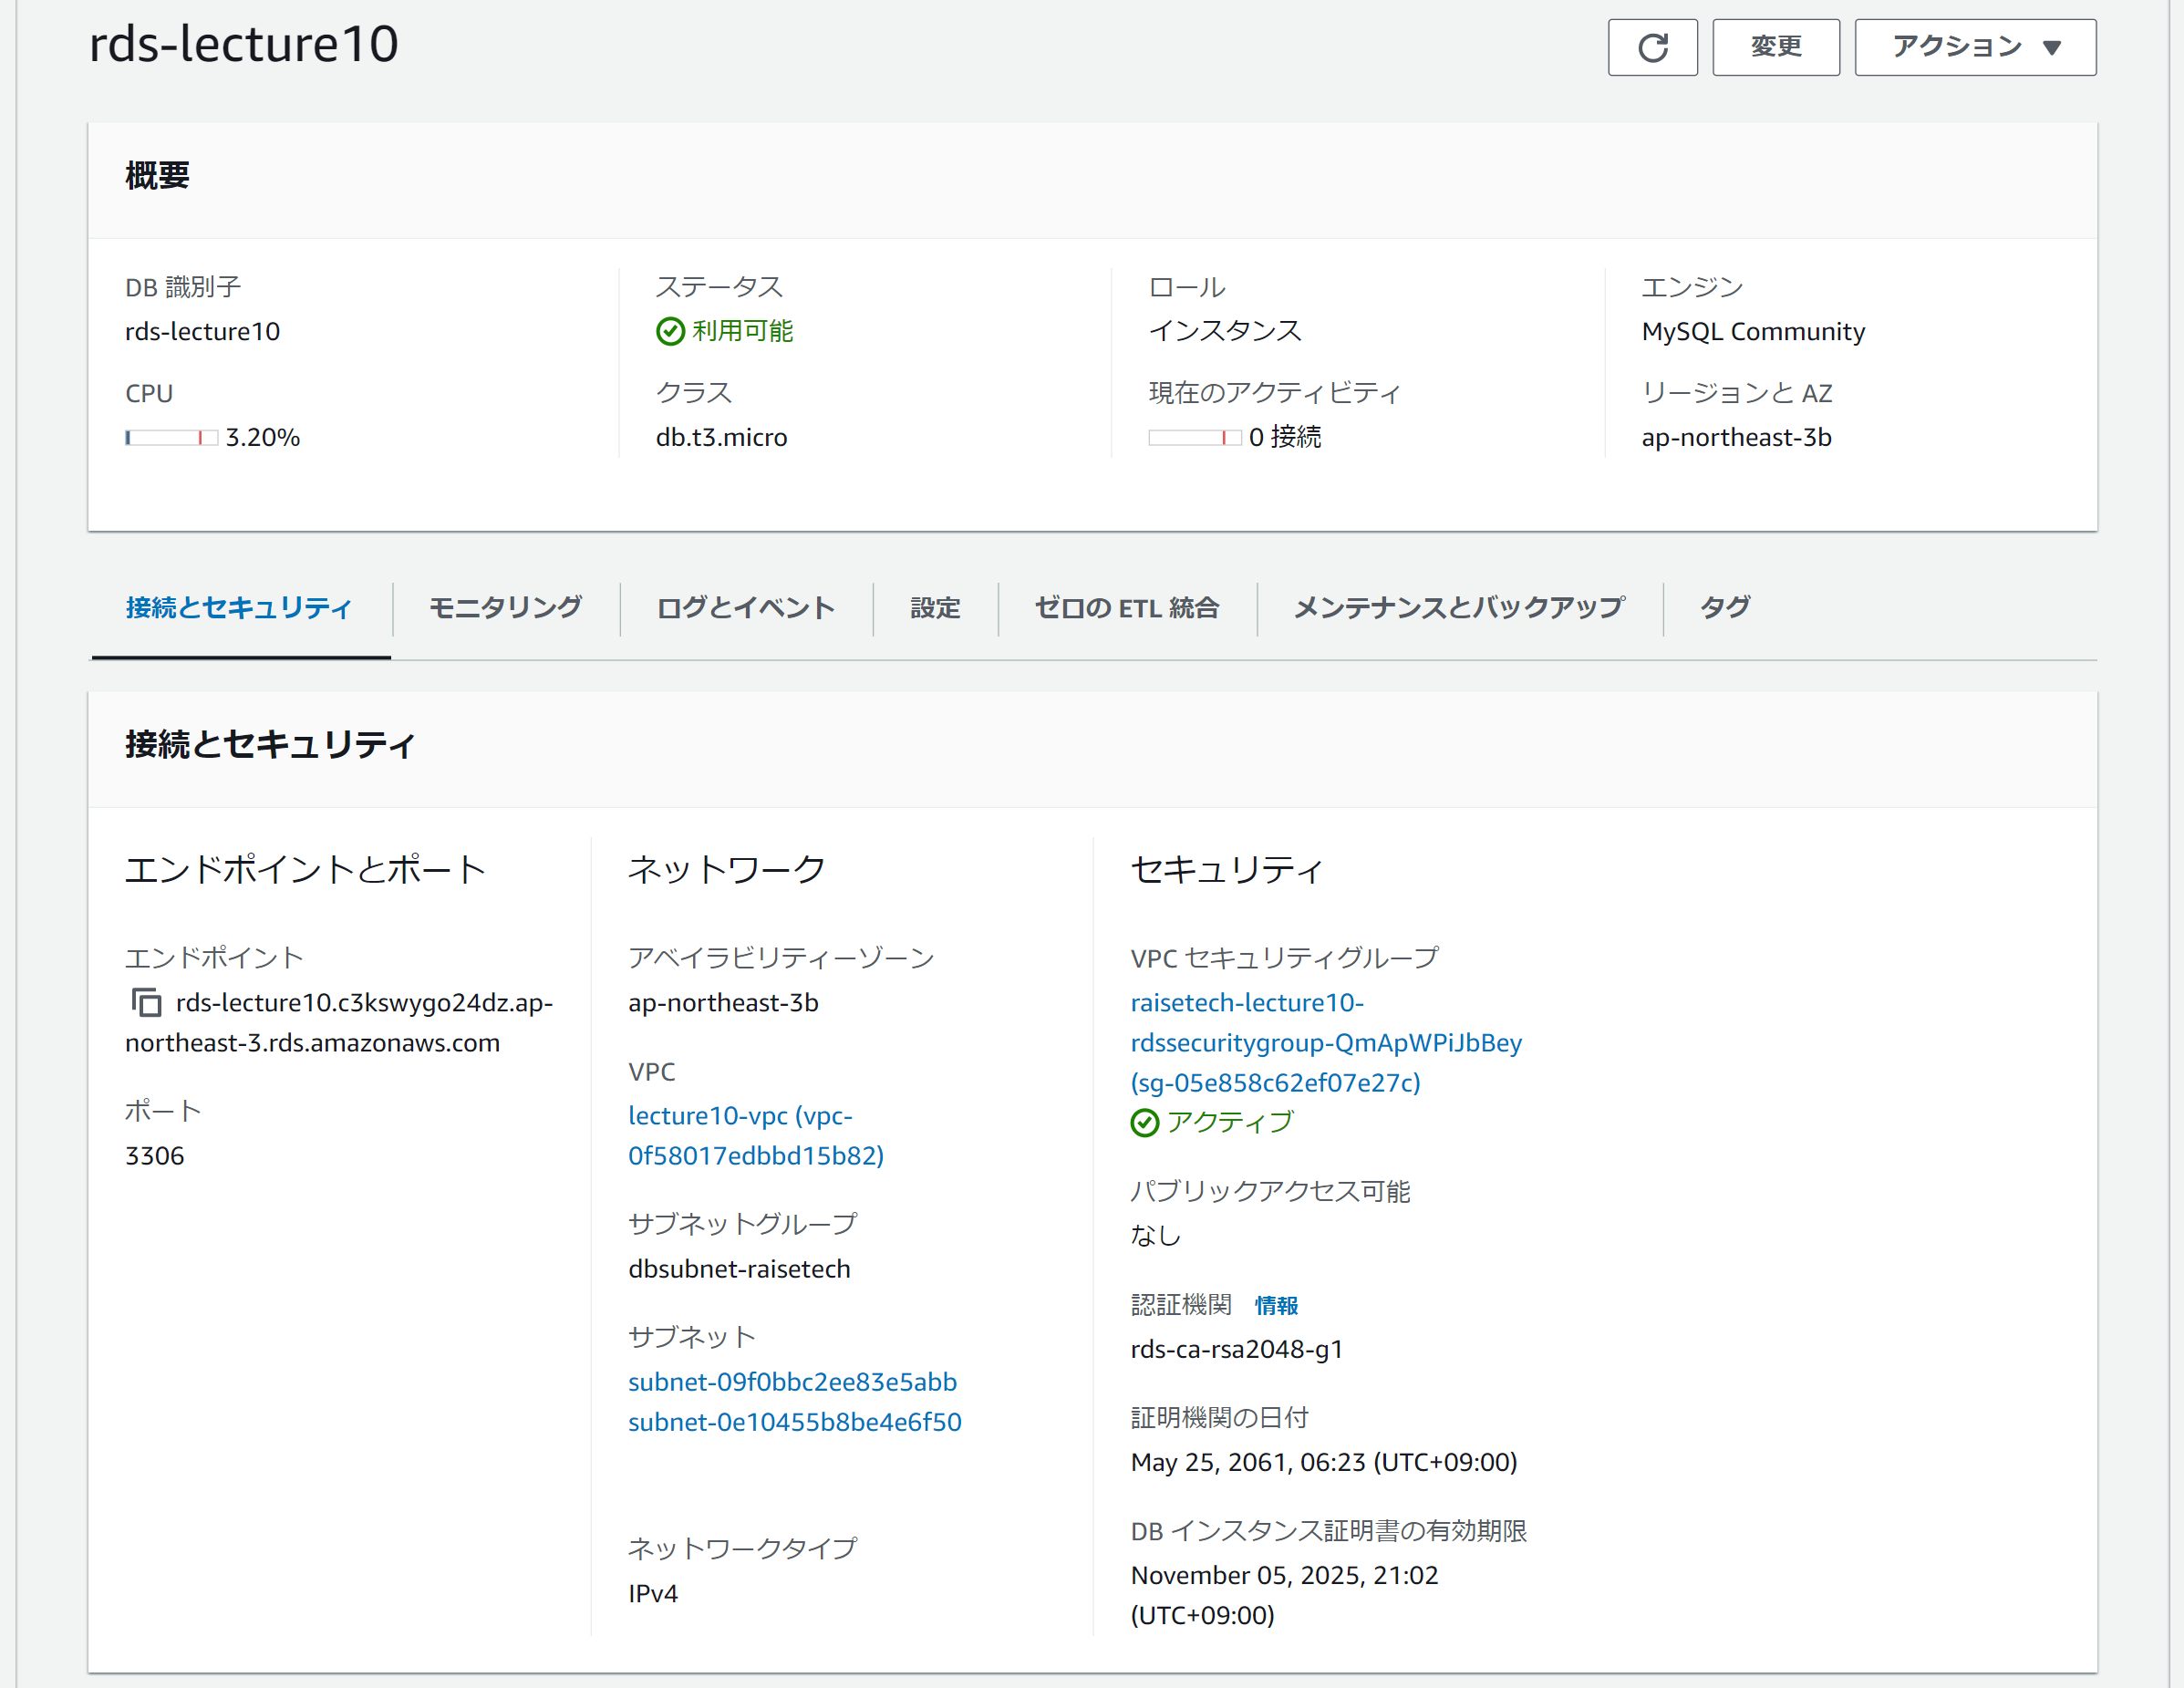 rds-lecture10
変更
アクション
概要
DB 識別子
rds-lecture10
ステータス
利用可能
ロール
インスタンス
エンジン
MySQL Community
CPU
3.20%
クラス
db.t3.micro
現在のアクティビティ
0 接続
リージョンと AZ
ap-northeast-3b
接続とセキュリティ
モニタリング
ログとイベント
設定
ゼロの ETL 統合
メンテナンスとバックアップ
タグ
接続とセキュリティ
エンドポイントとポート
エンドポイント
rds-lecture10.c3kswygo24dz.ap-
northeast-3.rds.amazonaws.com
ポート
3306
ネットワーク
アベイラビリティーゾーン
ap-northeast-3b
VPC
lecture10-vpc (vpc-
0f58017edbbd15b82)
サブネットグループ
dbsubnet-raisetech
サブネット
subnet-09f0bbc2ee83e5abb
subnet-0e10455b8be4e6f50
ネットワークタイプ
IPv4
セキュリティ
VPC セキュリティグループ
raisetech-lecture10-
rdssecuritygroup-QmApWPiJbBey
(sg-05e858c62ef07e27c)
アクティブ
パブリックアクセス可能
なし
認証機関 情報
rds-ca-rsa2048-g1
証明機関の日付
May 25, 2061, 06:23 (UTC+09:00)
DB インスタンス証明書の有効期限
November 05, 2025, 21:02
(UTC+09:00)